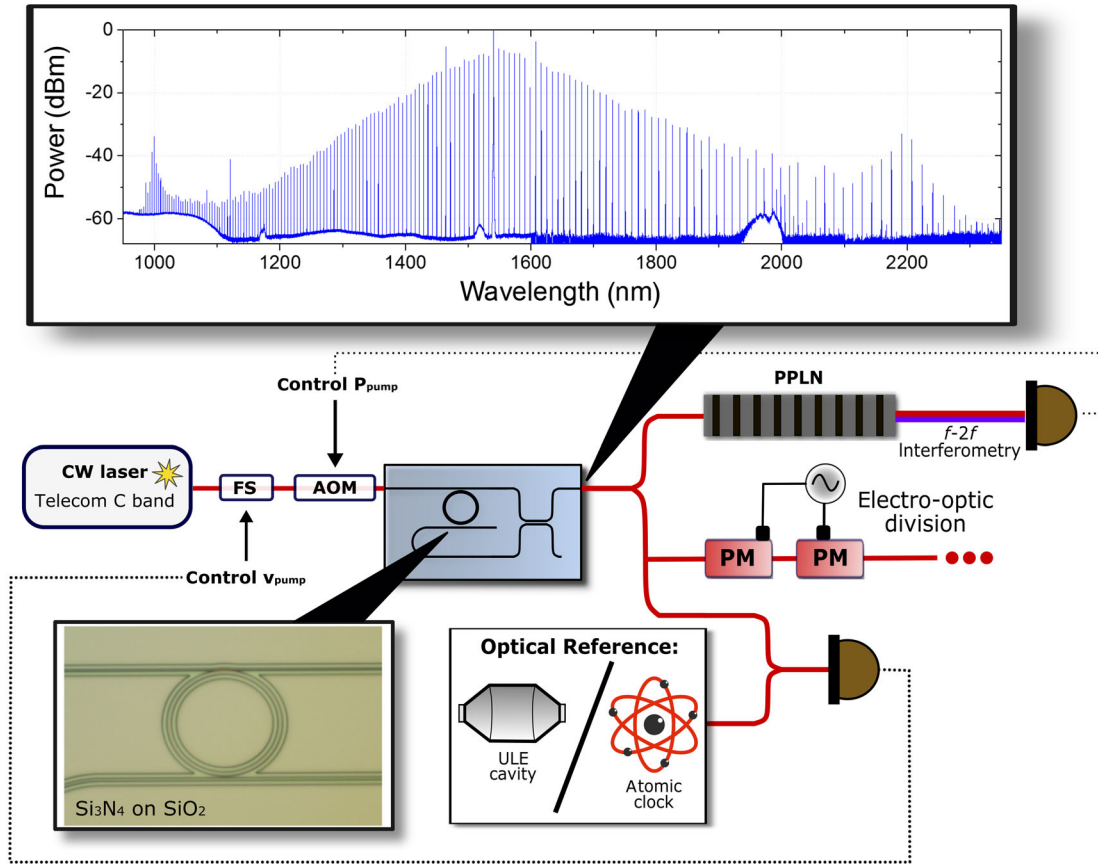 Power (dBm)
0
-20
-40
-60
1000 1200 1400 1600 1800 2000 2200
Wavelength (nm)
Control Ppump
PPLN
f-2f
Interferometry
CW laser
Telecom C band
FS
AOM
Electro-optic
division
PM
PM
Control νpump
Optical Reference:
ULE
cavity
Atomic
clock
Si₃N₄ on SiO₂